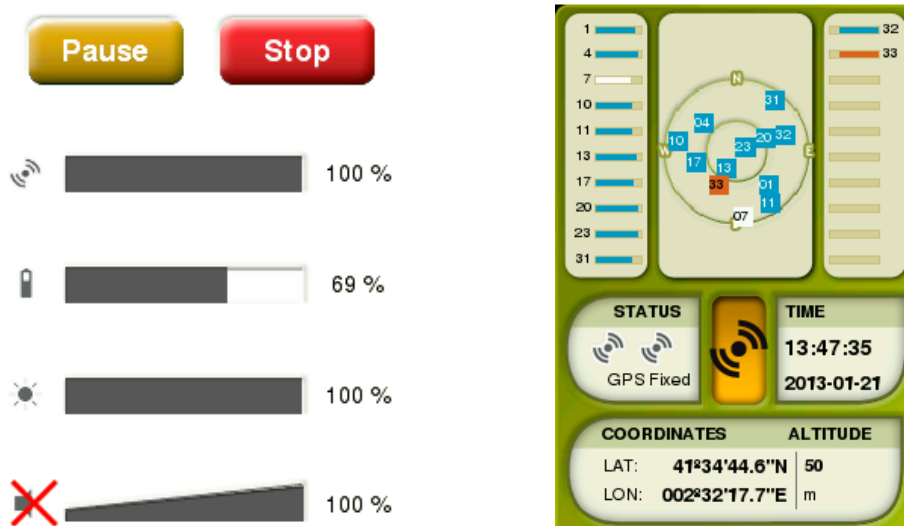 Pause Stop
100 %
69 %
100 %
100 %
1
4
7
10
11
13
17
20
23
31
N
31
04
20 32
10
23
W
E
17
13
33
01
11
07
32
33
STATUS
GPS Fixed
TIME
13:47:35
2013-01-21
COORDINATES ALTITUDE
LAT: 41º34'44.6"N 50
LON: 002º32'17.7"E m